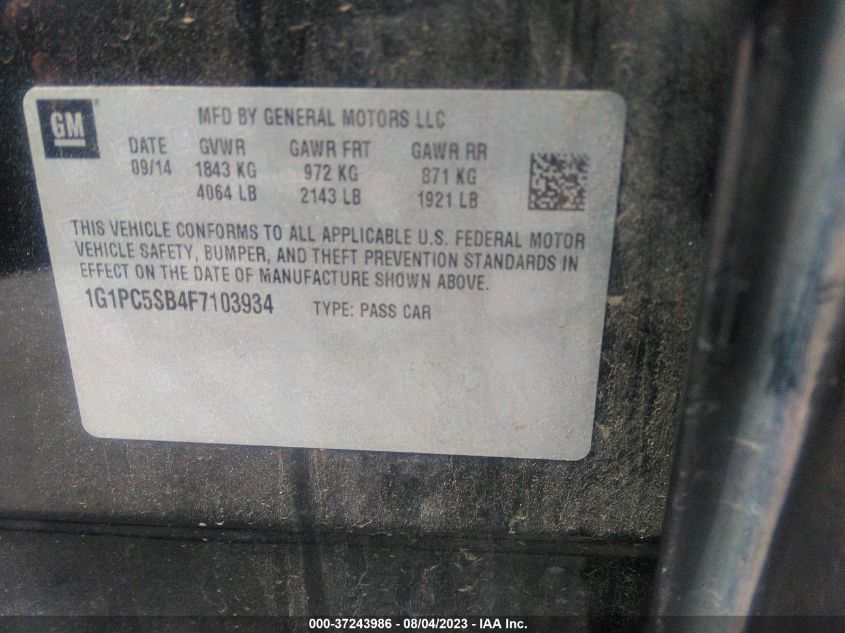 GM ®
MFD BY GENERAL MOTORS LLC
DATE GVWR GAWR FRT GAWR RR
09/14 1843 KG 972 KG 871 KG
4064 LB 2143 LB 1921 LB
THIS VEHICLE CONFORMS TO ALL APPLICABLE U.S. FEDERAL MOTOR
VEHICLE SAFETY, BUMPER, AND THEFT PREVENTION STANDARDS IN
EFFECT ON THE DATE OF MANUFACTURE SHOWN ABOVE.
1G1PC5SB4F7103934 TYPE: PASS CAR
000-37243986 - 08/04/2023 - IAA Inc.